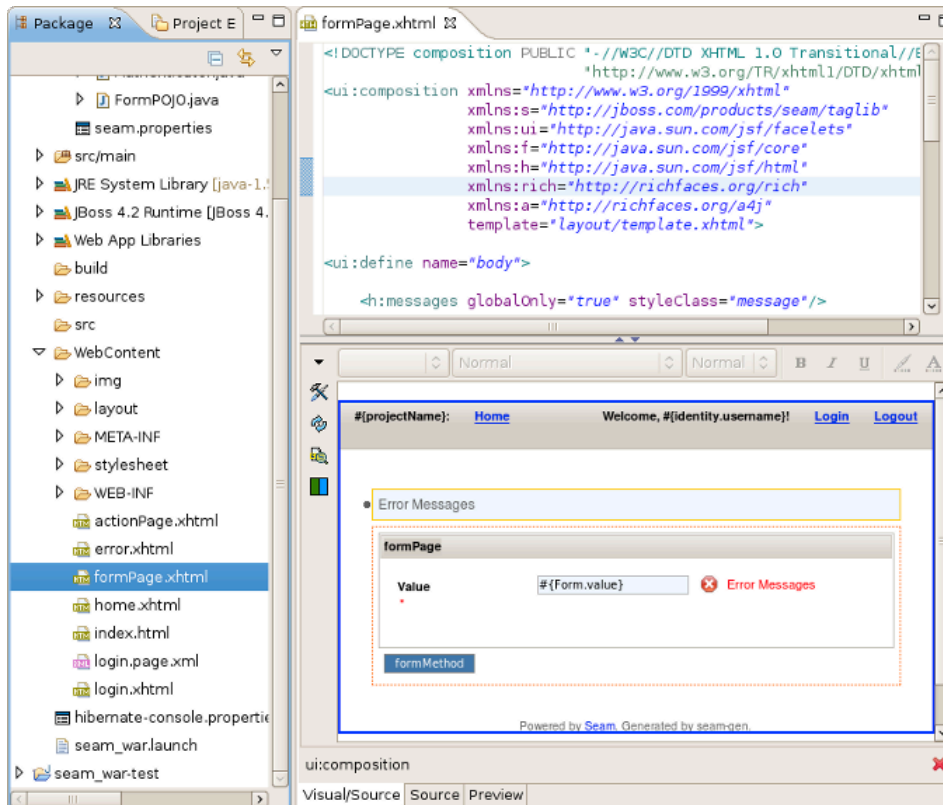 Package
Project E
FormPOJO.java
seam.properties
src/main
JRE System Library [java-1.
JBoss 4.2 Runtime [JBoss 4.
Web App Libraries
build
resources
src
WebContent
img
layout
META-INF
stylesheet
WEB-INF
actionPage.xhtml
error.xhtml
formPage.xhtml
home.xhtml
index.html
login.page.xml
login.xhtml
hibernate-console.propertie
seam_war.launch
seam_war-test
formPage.xhtml
<!DOCTYPE composition PUBLIC "-//W3C//DTD XHTML 1.0 Transitional//E
"http://www.w3.org/TR/xhtml1/DTD/xhtml
<ui:composition xmlns="http://www.w3.org/1999/xhtml"
xmlns:s="http://jboss.com/products/seam/taglib"
xmlns:ui="http://java.sun.com/jsf/facelets"
xmlns:f="http://java.sun.com/jsf/core"
xmlns:h="http://java.sun.com/jsf/html"
xmlns:rich="http://richfaces.org/rich"
xmlns:a="http://richfaces.org/a4j"
template="layout/template.xhtml">
<ui:define name="body">
<h:messages globalOnly="true" styleClass="message"/>
Normal Normal B I U A
#{projectName}: Home Welcome, #{identity.username}! Login Logout
Error Messages
formPage
Value #{Form.value} Error Messages
*
formMethod
Powered by Seam. Generated by seam-gen.
ui:composition
Visual/Source Source Preview